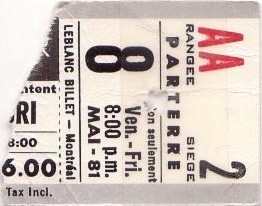 AA
RANGEE
SIEGE
2
PARTERRE
on seulement
Ven.-Fri.
8:00 p.m.
MAI - 81
8
LEBLANC BILLET - Montréal
ntent
RI
8:00
6.00
Tax Incl.